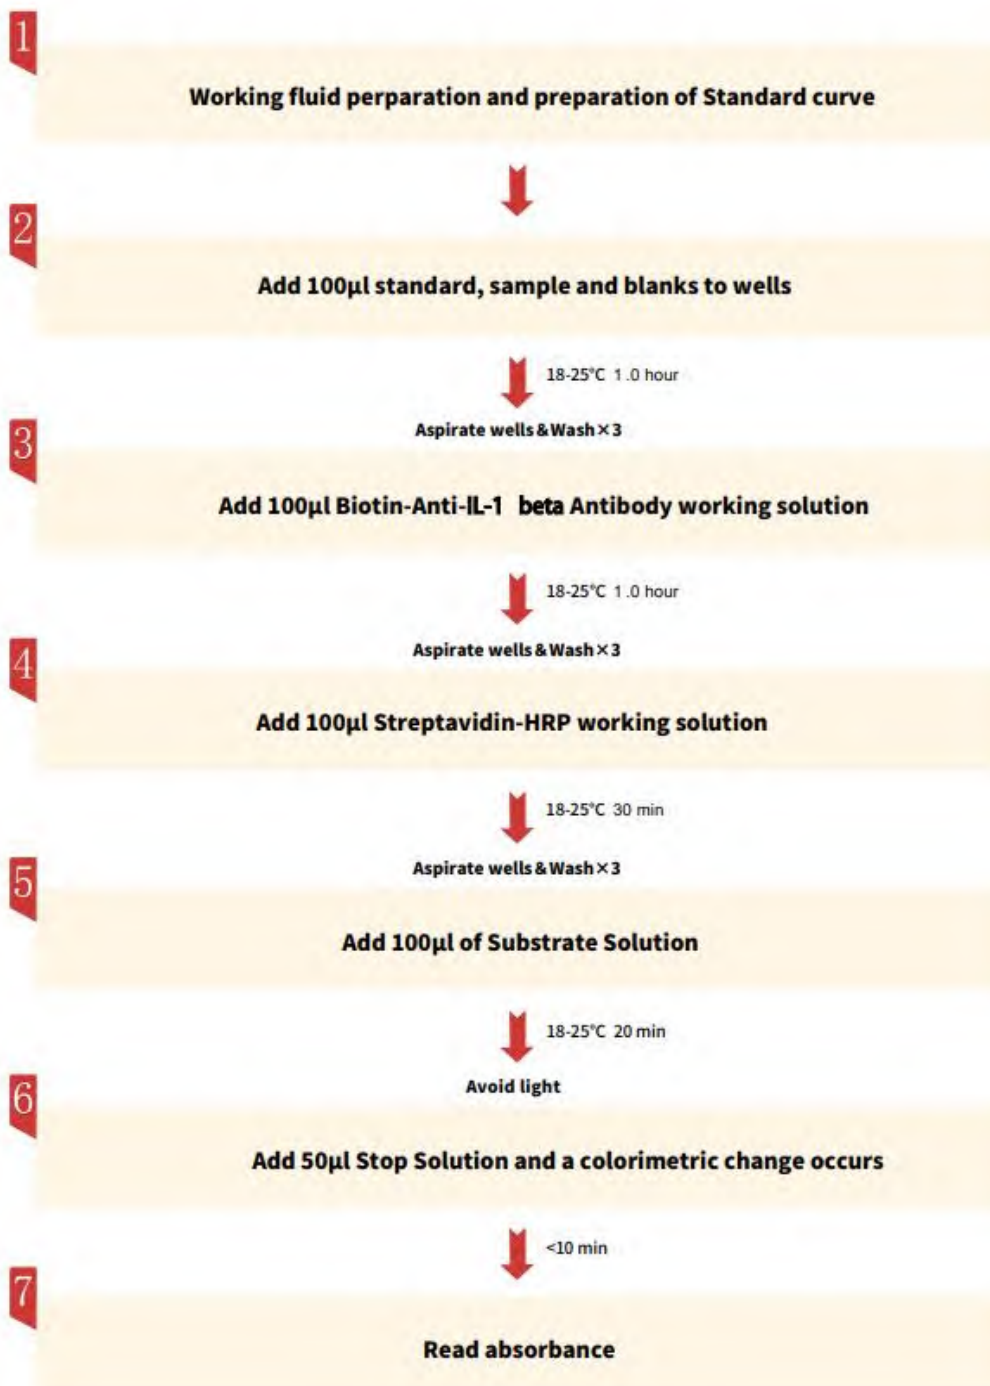 1
Working fluid perparation and preparation of Standard curve
2
Add 100µl standard, sample and blanks to wells
18-25°C 1.0 hour
Aspirate wells&Wash×3
3
Add 100µl Biotin-Anti-IL-1 beta Antibody working solution
18-25°C 1.0 hour
Aspirate wells&Wash×3
4
Add 100µl Streptavidin-HRP working solution
18-25°C 30 min
Aspirate wells&Wash×3
5
Add 100µl of Substrate Solution
18-25°C 20 min
Avoid light
6
Add 50µl Stop Solution and a colorimetric change occurs
<10 min
7
Read absorbance